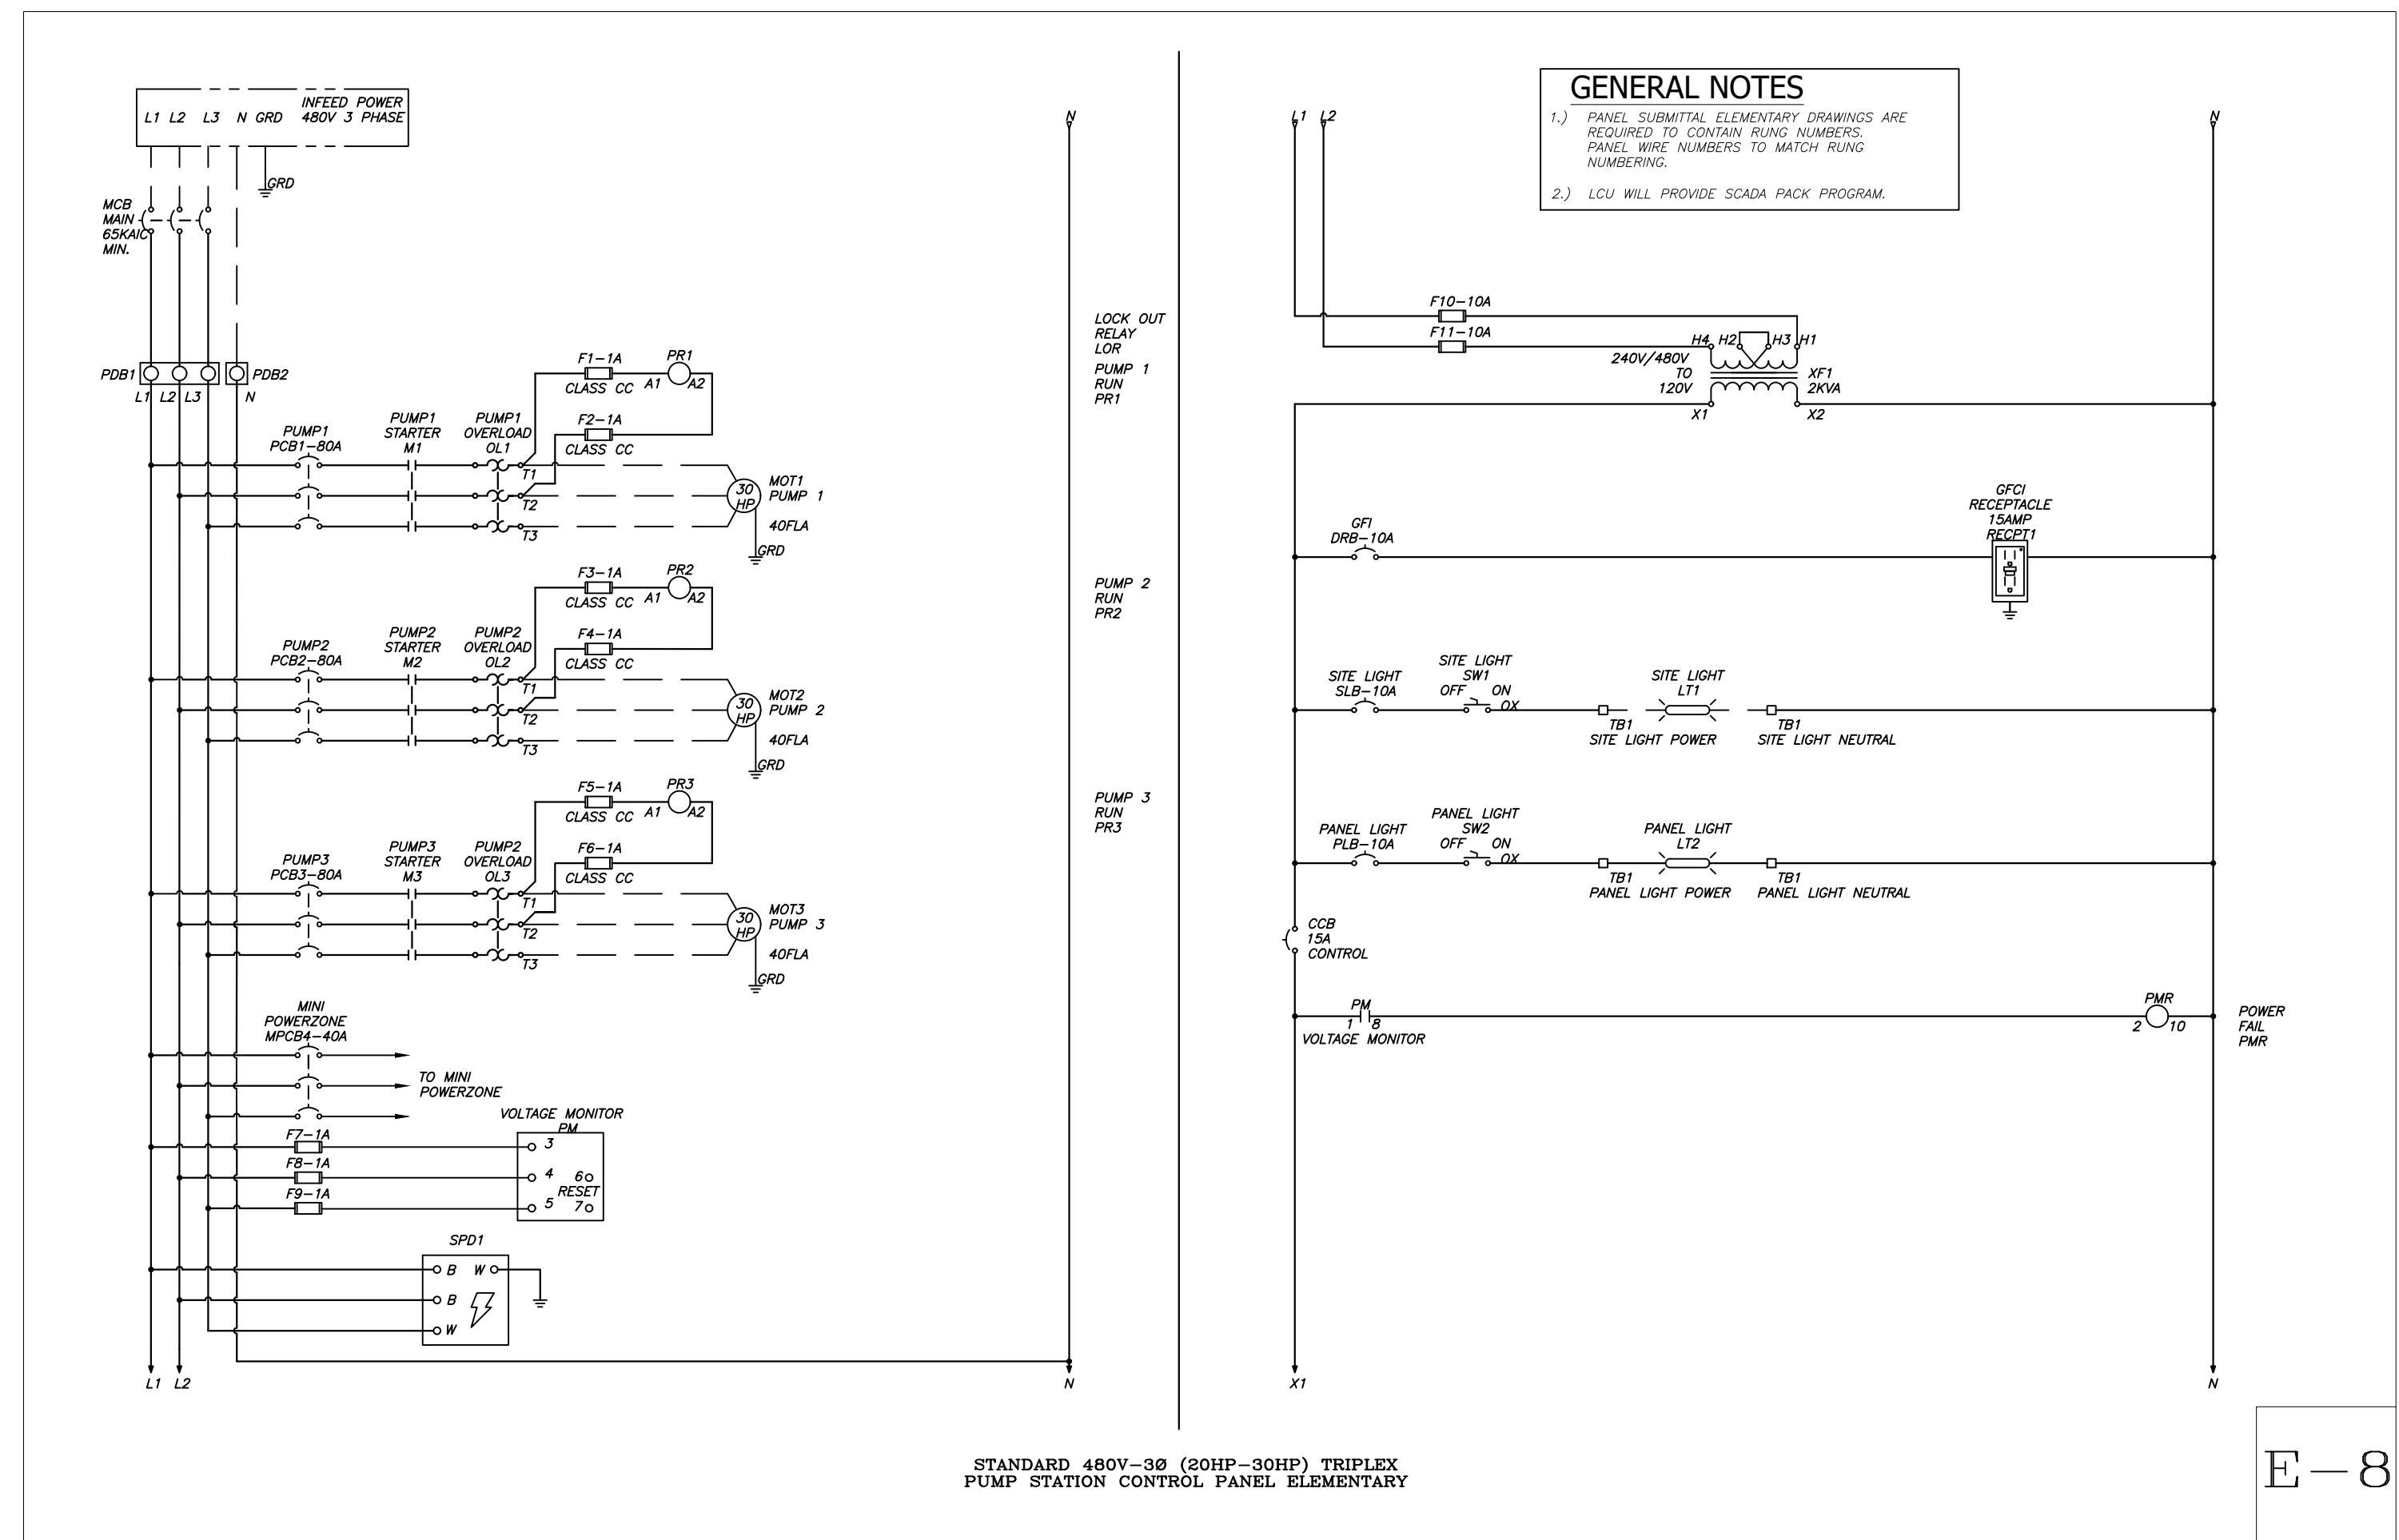 INFEED POWER
L1 L2 L3 N GRD 480V 3 PHASE
GRD
MCB
MAIN
65KAIC
MIN.
PDB1
PDB2
L1 L2 L3 N
F1-1A
CLASS CC
PR1
A1 A2
F2-1A
CLASS CC
PUMP1
PCB1-80A
PUMP1
STARTER
M1
PUMP1
OVERLOAD
OL1
T1
T2
T3
30
HP
MOT1
PUMP 1
40FLA
GRD
F3-1A
CLASS CC
PR2
A1 A2
F4-1A
CLASS CC
PUMP2
PCB2-80A
PUMP2
STARTER
M2
PUMP2
OVERLOAD
OL2
T1
T2
T3
30
HP
MOT2
PUMP 2
40FLA
GRD
F5-1A
CLASS CC
PR3
A1 A2
F6-1A
CLASS CC
PUMP3
PCB3-80A
PUMP3
STARTER
M3
PUMP2
OVERLOAD
OL3
T1
T2
T3
30
HP
MOT3
PUMP 3
40FLA
GRD
MINI
POWERZONE
MPCB4-40A
TO MINI
POWERZONE
VOLTAGE MONITOR
PM
F7-1A
F8-1A
F9-1A
3
4
5
6
RESET
7
SPD1
B W
B
W
L1 L2
N
N
LOCK OUT
RELAY
LOR
PUMP 1
RUN
PR1
PUMP 2
RUN
PR2
PUMP 3
RUN
PR3
L1 L2
N
GENERAL NOTES
1.) PANEL SUBMITTAL ELEMENTARY DRAWINGS ARE
REQUIRED TO CONTAIN RUNG NUMBERS.
PANEL WIRE NUMBERS TO MATCH RUNG
NUMBERING.
2.) LCU WILL PROVIDE SCADA PACK PROGRAM.
F10-10A
F11-10A
H4 H2 H3 H1
240V/480V
TO
120V
XF1
2KVA
X1 X2
GFI
DRB-10A
GFCI
RECEPTACLE
15AMP
RECPT1
SITE LIGHT
SLB-10A
SITE LIGHT
SW1
OFF ON
OX
SITE LIGHT
LT1
TB1
SITE LIGHT POWER
TB1
SITE LIGHT NEUTRAL
PANEL LIGHT
PLB-10A
PANEL LIGHT
SW2
OFF ON
OX
PANEL LIGHT
LT2
TB1
PANEL LIGHT POWER
TB1
PANEL LIGHT NEUTRAL
CCB
15A
CONTROL
PM
1 8
VOLTAGE MONITOR
PMR
2 10
POWER
FAIL
PMR
X1
N
STANDARD 480V-3Ø (20HP-30HP) TRIPLEX
PUMP STATION CONTROL PANEL ELEMENTARY
E-8